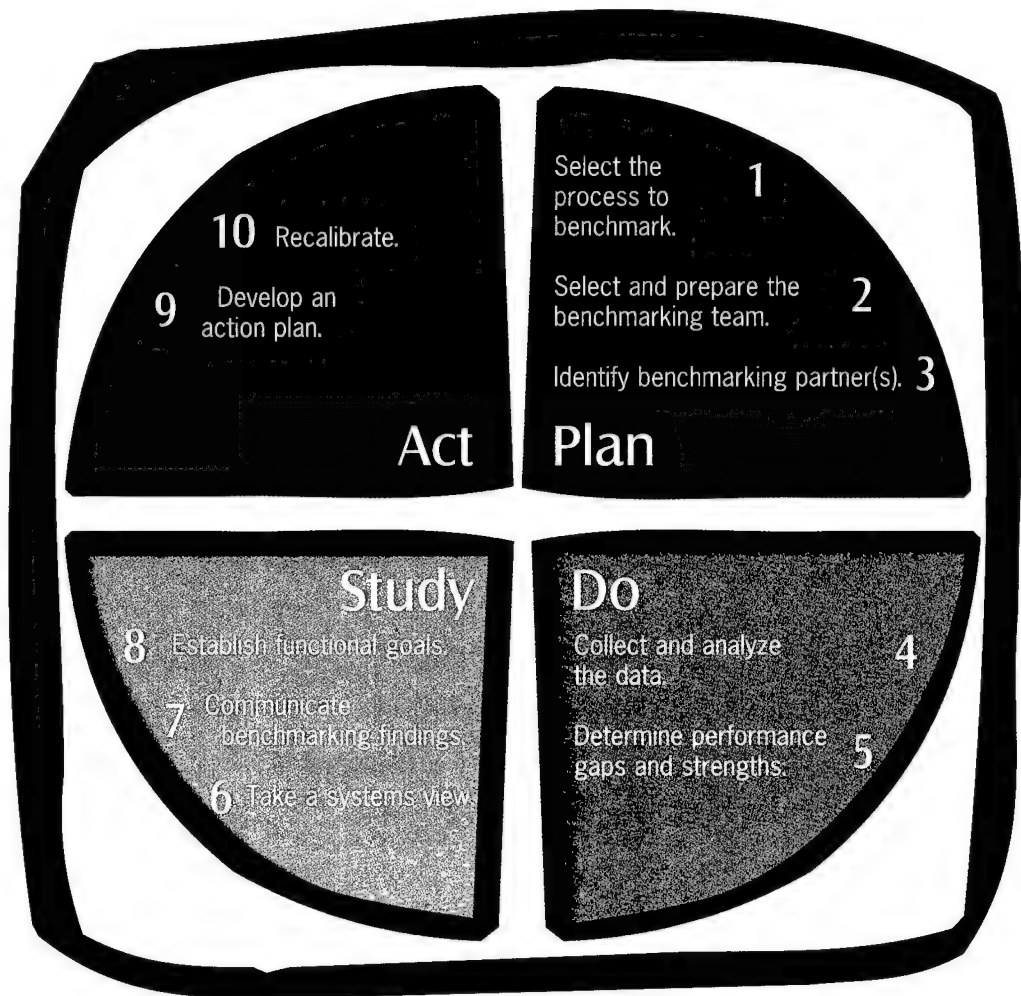 Plan
Select the 1
process to
benchmark.
Select and prepare the 2
benchmarking team.
Identify benchmarking partner(s). 3
Do
Collect and analyze 4
the data.
Determine performance 5
gaps and strengths.
Study
8 Establish functional goals.
7 Communicate
benchmarking findings.
6 Take a systems view.
10 Recalibrate.
9 Develop an
action plan.
Act